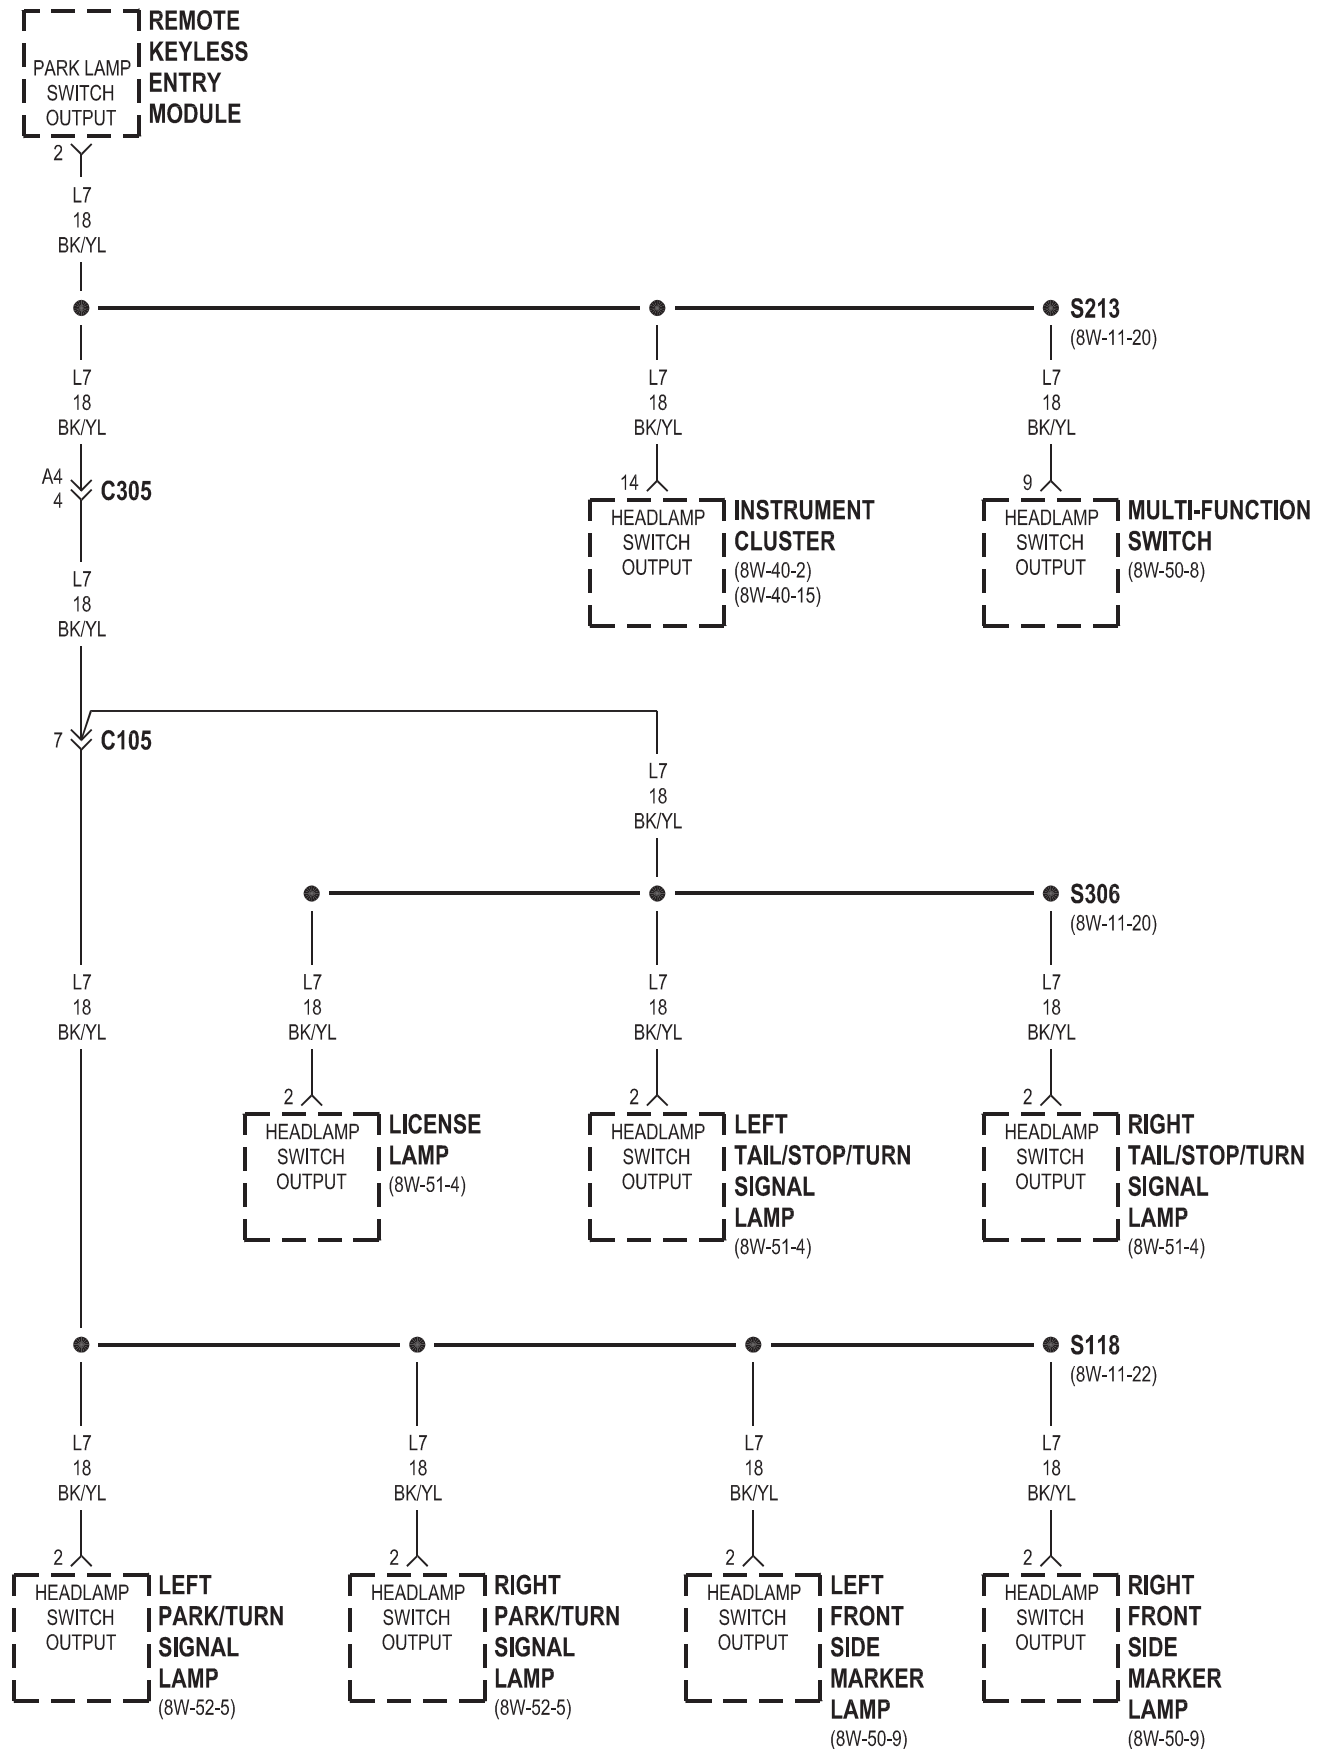 REMOTE
KEYLESS
ENTRY
MODULE
PARK LAMP
SWITCH
OUTPUT
2
L7
18
BK/YL
S213
(8W-11-20)
L7
18
BK/YL
L7
18
BK/YL
L7
18
BK/YL
A4
4
C305
14
HEADLAMP
SWITCH
OUTPUT
INSTRUMENT
CLUSTER
(8W-40-2)
(8W-40-15)
9
HEADLAMP
SWITCH
OUTPUT
MULTI-FUNCTION
SWITCH
(8W-50-8)
L7
18
BK/YL
7
C105
L7
18
BK/YL
S306
(8W-11-20)
L7
18
BK/YL
L7
18
BK/YL
L7
18
BK/YL
L7
18
BK/YL
2
HEADLAMP
SWITCH
OUTPUT
LICENSE
LAMP
(8W-51-4)
2
HEADLAMP
SWITCH
OUTPUT
LEFT
TAIL/STOP/TURN
SIGNAL
LAMP
(8W-51-4)
2
HEADLAMP
SWITCH
OUTPUT
RIGHT
TAIL/STOP/TURN
SIGNAL
LAMP
(8W-51-4)
S118
(8W-11-22)
L7
18
BK/YL
L7
18
BK/YL
L7
18
BK/YL
L7
18
BK/YL
2
HEADLAMP
SWITCH
OUTPUT
LEFT
PARK/TURN
SIGNAL
LAMP
(8W-52-5)
2
HEADLAMP
SWITCH
OUTPUT
RIGHT
PARK/TURN
SIGNAL
LAMP
(8W-52-5)
2
HEADLAMP
SWITCH
OUTPUT
LEFT
FRONT
SIDE
MARKER
LAMP
(8W-50-9)
2
HEADLAMP
SWITCH
OUTPUT
RIGHT
FRONT
SIDE
MARKER
LAMP
(8W-50-9)